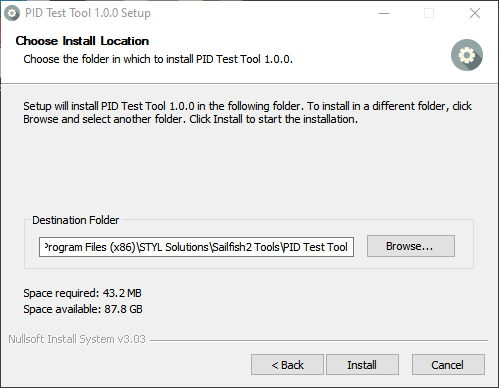 PID Test Tool 1.0.0 Setup
Choose Install Location
Choose the folder in which to install PID Test Tool 1.0.0.
Setup will install PID Test Tool 1.0.0 in the following folder. To install in a different folder, click
Browse and select another folder. Click Install to start the installation.
Destination Folder
Program Files (x86)\STYL Solutions\Sailfish2 Tools\PID Test Tool
Browse...
Space required: 43.2 MB
Space available: 87.8 GB
Nullsoft Install System v3.03
< Back
Install
Cancel